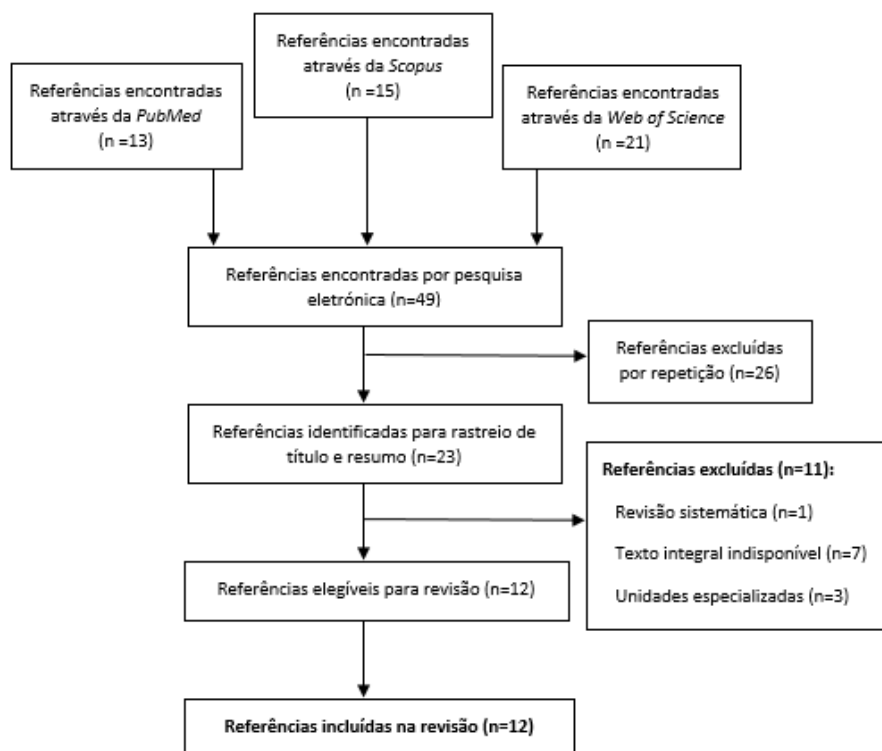 Referências encontradas
através da Scopus
(n =15)
Referências encontradas
através da PubMed
(n =13)
Referências encontradas
através da Web of Science
(n =21)
Referências encontradas por pesquisa
eletrónica (n=49)
Referências excluídas
por repetição (n=26)
Referências identificadas para rastreio de
título e resumo (n=23)
Referências excluídas (n=11):
Revisão sistemática (n=1)
Texto integral indisponível (n=7)
Unidades especializadas (n=3)
Referências elegíveis para revisão (n=12)
Referências incluídas na revisão (n=12)